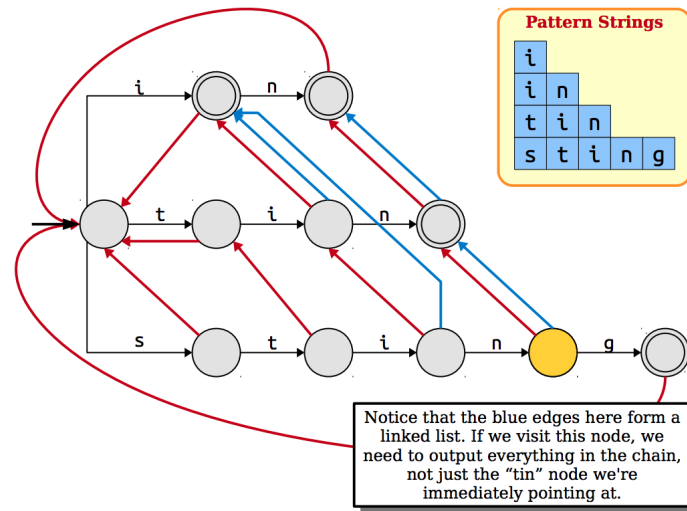 Pattern Strings
i
i n
t i n
s t i n g
i n
t i n
s t i n g
Notice that the blue edges here form a
linked list. If we visit this node, we
need to output everything in the chain,
not just the “tin” node we're
immediately pointing at.